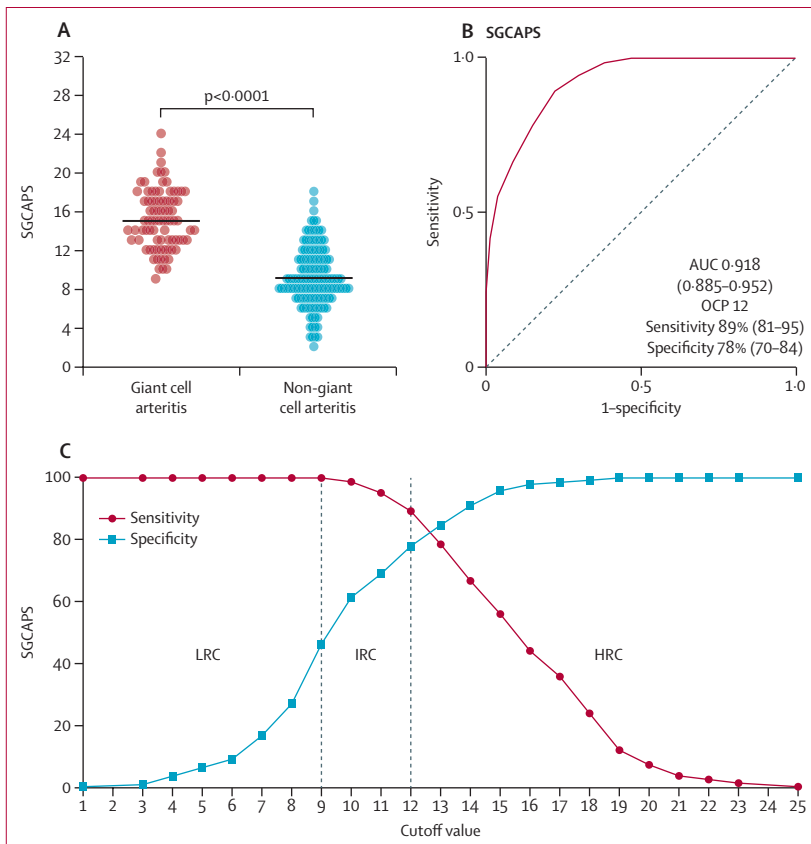 A
SGCAPS
32
28
24
20
16
12
8
4
0
p<0·0001
Giant cell
arteritis
Non-giant
cell arteritis
B SGCAPS
Sensitivity
1·0
0·5
0
AUC 0·918
(0·885–0·952)
OCP 12
Sensitivity 89% (81–95)
Specificity 78% (70–84)
0 0·5 1·0
1–specificity
C
SGCAPS
100
80
60
40
20
0
Sensitivity
Specificity
LRC IRC HRC
1 2 3 4 5 6 7 8 9 10 11 12 13 14 15 16 17 18 19 20 21 22 23 25
Cutoff value